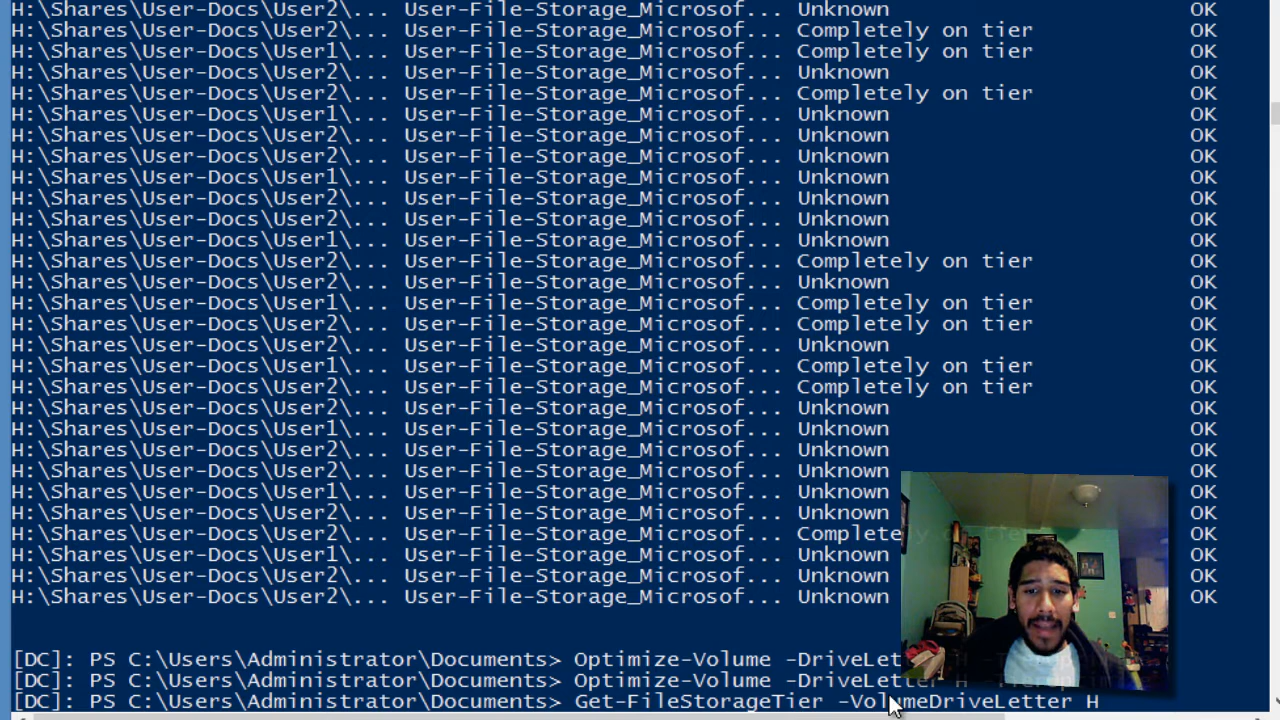 H:\Shares\User-Docs\User2\... User-File-Storage_Microsof... Unknown OK
H:\Shares\User-Docs\User2\... User-File-Storage_Microsof... Completely on tier OK
H:\Shares\User-Docs\User1\... User-File-Storage_Microsof... Completely on tier OK
H:\Shares\User-Docs\User2\... User-File-Storage_Microsof... Unknown OK
H:\Shares\User-Docs\User2\... User-File-Storage_Microsof... Completely on tier OK
H:\Shares\User-Docs\User1\... User-File-Storage_Microsof... Unknown OK
H:\Shares\User-Docs\User2\... User-File-Storage_Microsof... Unknown OK
H:\Shares\User-Docs\User2\... User-File-Storage_Microsof... Unknown OK
H:\Shares\User-Docs\User1\... User-File-Storage_Microsof... Unknown OK
H:\Shares\User-Docs\User2\... User-File-Storage_Microsof... Unknown OK
H:\Shares\User-Docs\User2\... User-File-Storage_Microsof... Unknown OK
H:\Shares\User-Docs\User1\... User-File-Storage_Microsof... Unknown OK
H:\Shares\User-Docs\User2\... User-File-Storage_Microsof... Completely on tier OK
H:\Shares\User-Docs\User2\... User-File-Storage_Microsof... Unknown OK
H:\Shares\User-Docs\User1\... User-File-Storage_Microsof... Completely on tier OK
H:\Shares\User-Docs\User2\... User-File-Storage_Microsof... Completely on tier OK
H:\Shares\User-Docs\User2\... User-File-Storage_Microsof... Unknown OK
H:\Shares\User-Docs\User1\... User-File-Storage_Microsof... Completely on tier OK
H:\Shares\User-Docs\User2\... User-File-Storage_Microsof... Completely on tier OK
H:\Shares\User-Docs\User2\... User-File-Storage_Microsof... Unknown OK
H:\Shares\User-Docs\User1\... User-File-Storage_Microsof... Unknown OK
H:\Shares\User-Docs\User2\... User-File-Storage_Microsof... Unknown OK
H:\Shares\User-Docs\User2\... User-File-Storage_Microsof... Unknown OK
H:\Shares\User-Docs\User1\... User-File-Storage_Microsof... Unknown OK
H:\Shares\User-Docs\User2\... User-File-Storage_Microsof... Unknown OK
H:\Shares\User-Docs\User2\... User-File-Storage_Microsof... Completely on tier OK
H:\Shares\User-Docs\User1\... User-File-Storage_Microsof... Unknown OK
H:\Shares\User-Docs\User2\... User-File-Storage_Microsof... Unknown OK
H:\Shares\User-Docs\User2\... User-File-Storage_Microsof... Unknown OK
[DC]: PS C:\Users\Administrator\Documents> Optimize-Volume -DriveLet
[DC]: PS C:\Users\Administrator\Documents> Optimize-Volume -DriveLetter H
[DC]: PS C:\Users\Administrator\Documents> Get-FileStorageTier -VolumeDriveLetter H